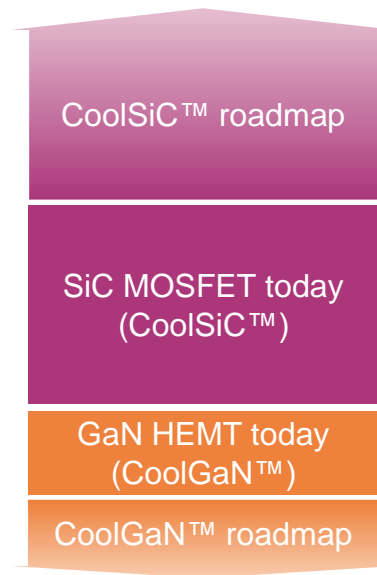 CoolSiC™ roadmap
SiC MOSFET today
(CoolSiC™)
GaN HEMT today
(CoolGaN™)
CoolGaN™ roadmap